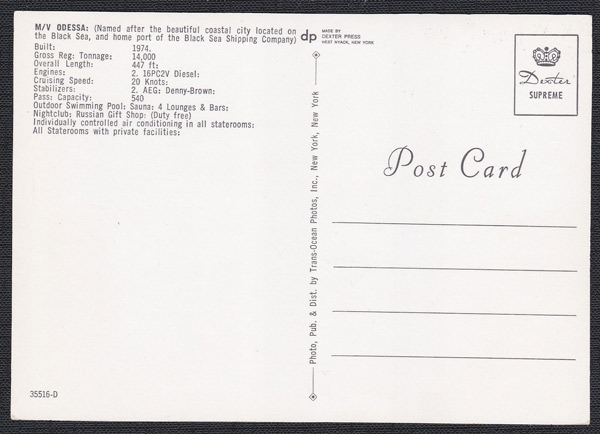 M/V ODESSA: (Named after the beautiful coastal city located on
the Black Sea, and home port of the Black Sea Shipping Company)
Built: 1974.
Gross Reg: Tonnage: 14,000
Overall Length: 447 ft:
Engines: 2. 16PC2V Diesel:
Cruising Speed: 20 Knots:
Stabilizers: 2. AEG: Denny-Brown:
Pass: Capacity: 540
Outdoor Swimming Pool: Sauna: 4 Lounges & Bars:
Nightclub: Russian Gift Shop: (Duty free)
Individually controlled air conditioning in all staterooms:
All Staterooms with private facilities:
35516-D
dp
MADE BY
DEXTER PRESS
WEST NYACK, NEW YORK
Photo, Pub. & Dist. by Trans-Ocean Photos, Inc., New York, New York
Dexter
SUPREME
Post Card